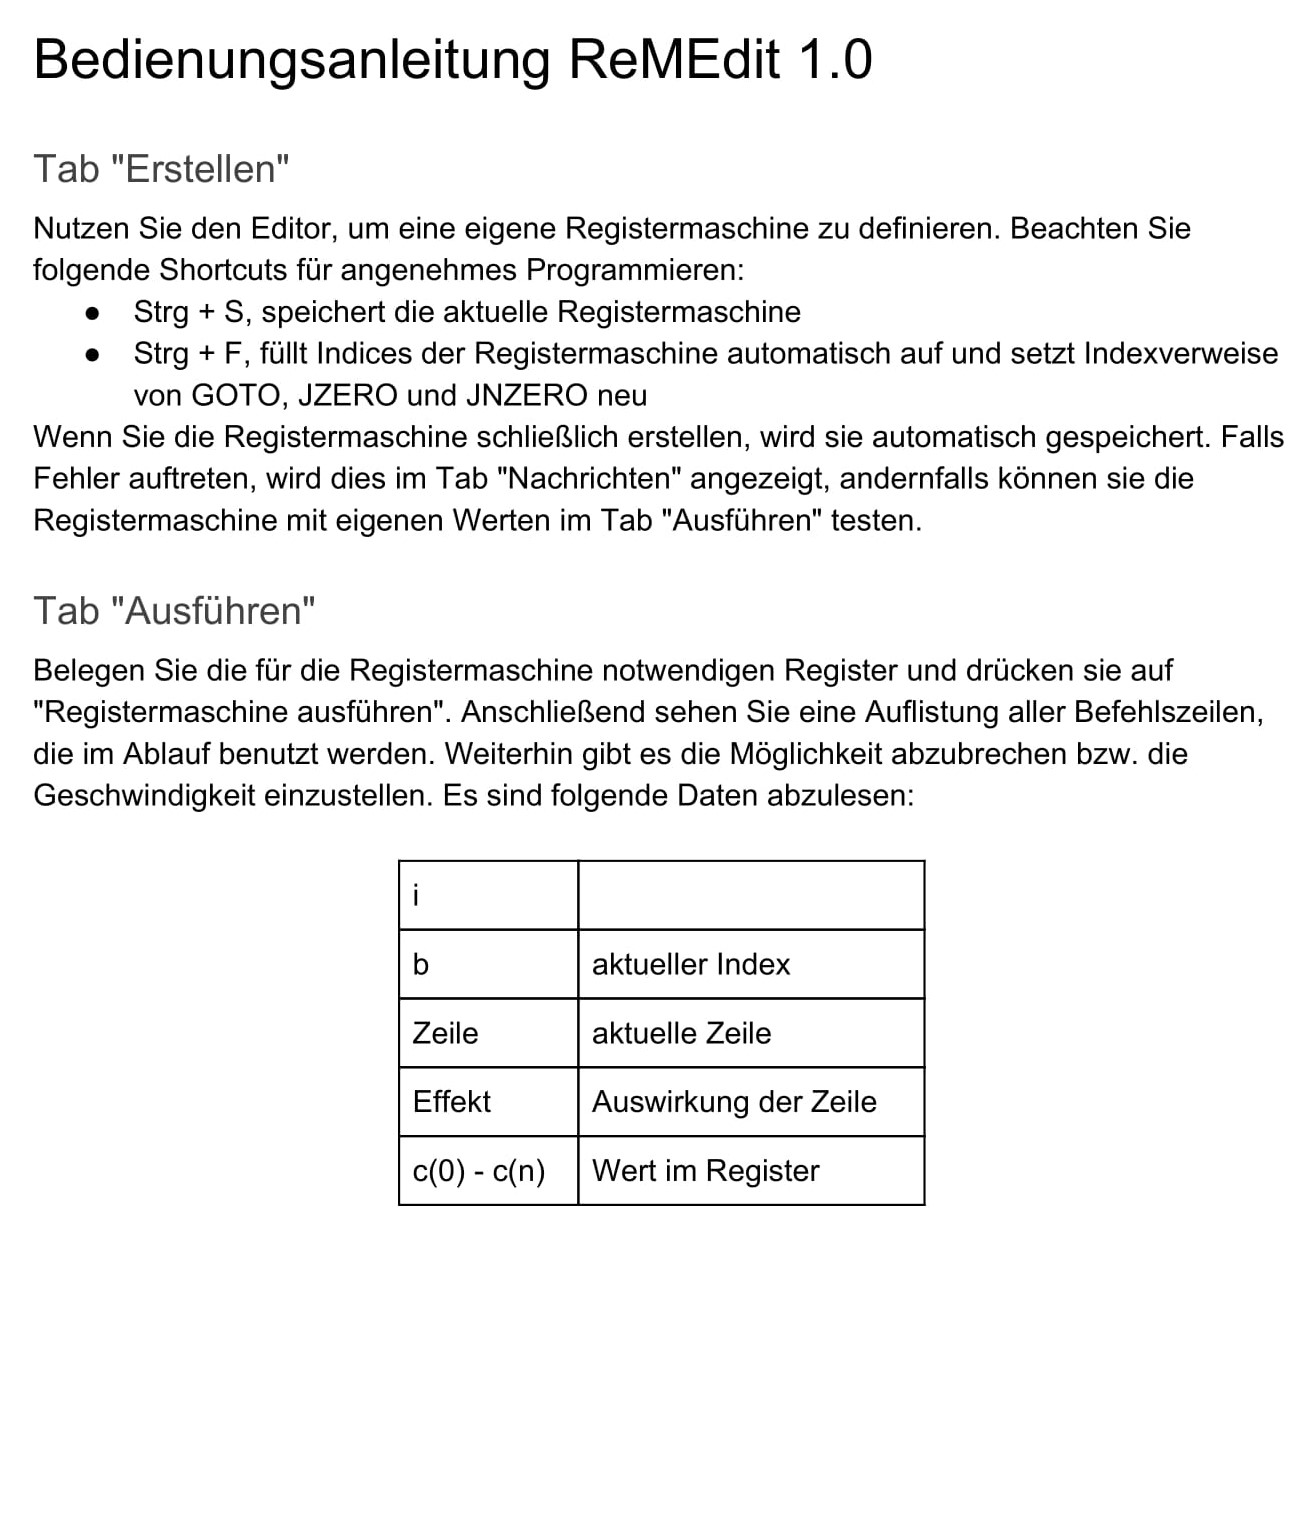 Bedienungsanleitung ReMEdit 1.0
Tab "Erstellen"
Nutzen Sie den Editor, um eine eigene Registermaschine zu definieren. Beachten Sie
folgende Shortcuts für angenehmes Programmieren:
● Strg + S, speichert die aktuelle Registermaschine
● Strg + F, füllt Indices der Registermaschine automatisch auf und setzt Indexverweise
von GOTO, JZERO und JNZERO neu
Wenn Sie die Registermaschine schließlich erstellen, wird sie automatisch gespeichert. Falls
Fehler auftreten, wird dies im Tab "Nachrichten" angezeigt, andernfalls können sie die
Registermaschine mit eigenen Werten im Tab "Ausführen" testen.
Tab "Ausführen"
Belegen Sie die für die Registermaschine notwendigen Register und drücken sie auf
"Registermaschine ausführen". Anschließend sehen Sie eine Auflistung aller Befehlszeilen,
die im Ablauf benutzt werden. Weiterhin gibt es die Möglichkeit abzubrechen bzw. die
Geschwindigkeit einzustellen. Es sind folgende Daten abzulesen:
i
b aktueller Index
Zeile aktuelle Zeile
Effekt Auswirkung der Zeile
c(0) - c(n) Wert im Register